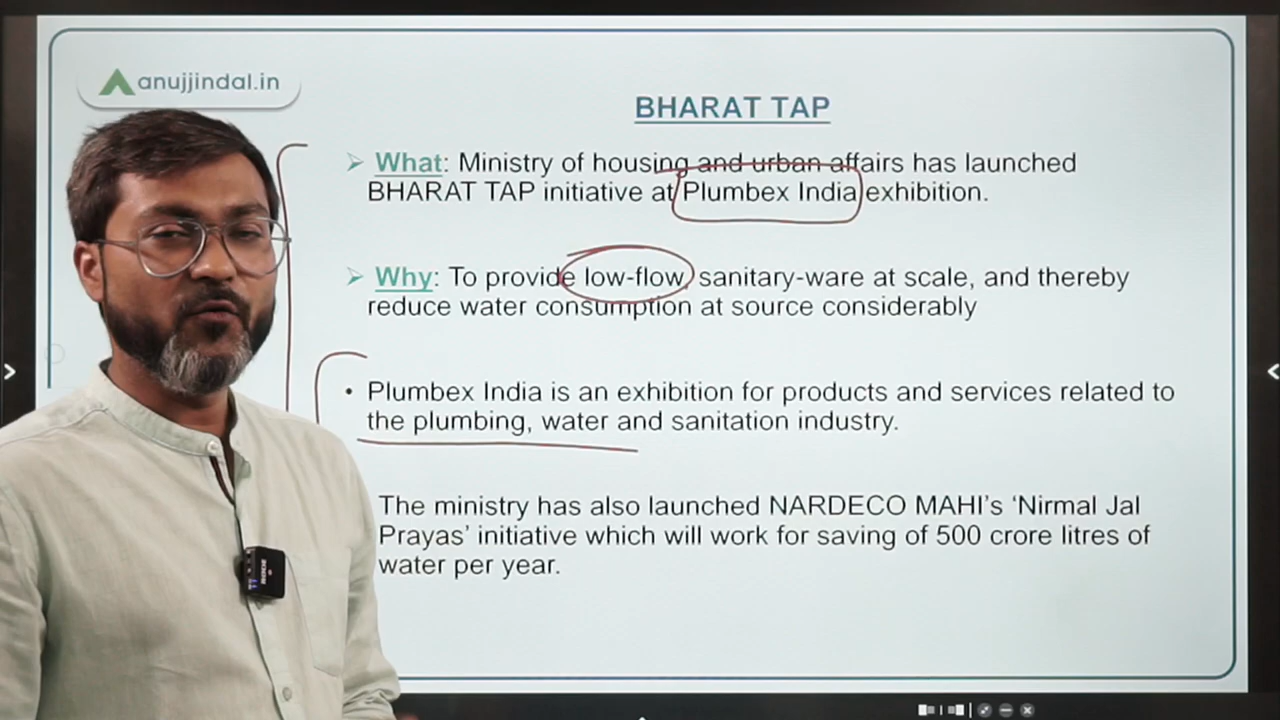 anujjindal.in
BHARAT TAP
➢ What: Ministry of housing and urban affairs has launched
BHARAT TAP initiative at Plumbex India exhibition.
➢ Why: To provide low-flow sanitary-ware at scale, and thereby
reduce water consumption at source considerably
• Plumbex India is an exhibition for products and services related to
the plumbing, water and sanitation industry.
The ministry has also launched NARDECO MAHI's ‘Nirmal Jal
Prayas’ initiative which will work for saving of 500 crore litres of
water per year.